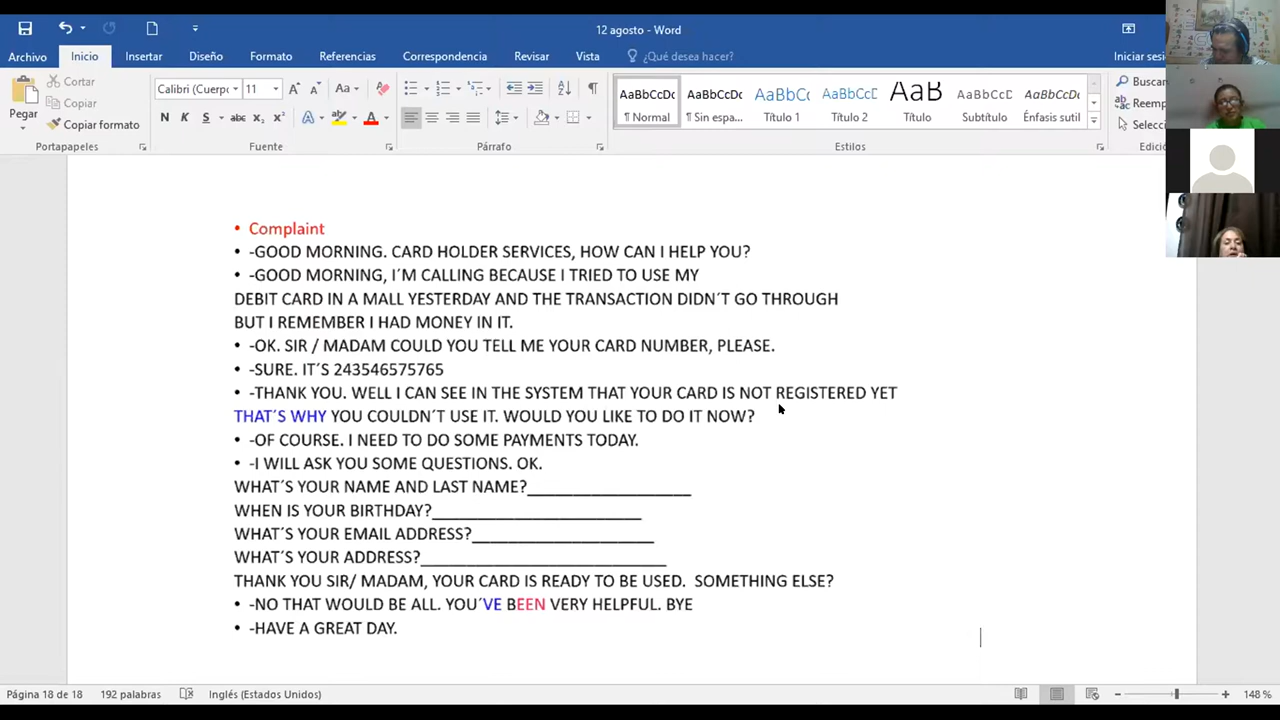 12 agosto - Word
Archivo Inicio Insertar Diseño Formato Referencias Correspondencia Revisar Vista ¿Qué desea hacer? Iniciar sesi
Pegar
Cortar
Copiar
Copiar formato
Portapapeles
Calibri (Cuerpo 11
Fuente
Párrafo
AaBbCcDc AaBbCcDc AaBbCc AaBbCcD AaB AaBbCcD AaBbCcDc
¶ Normal ¶ Sin espa... Título 1 Título 2 Título Subtítulo Énfasis sutil
Estilos
Buscar
Reemp
Selecci
Edició
• Complaint
• -GOOD MORNING. CARD HOLDER SERVICES, HOW CAN I HELP YOU?
• -GOOD MORNING, I´M CALLING BECAUSE I TRIED TO USE MY
DEBIT CARD IN A MALL YESTERDAY AND THE TRANSACTION DIDN´T GO THROUGH
BUT I REMEMBER I HAD MONEY IN IT.
• -OK. SIR / MADAM COULD YOU TELL ME YOUR CARD NUMBER, PLEASE.
• -SURE. IT´S 243546575765
• -THANK YOU. WELL I CAN SEE IN THE SYSTEM THAT YOUR CARD IS NOT REGISTERED YET
THAT´S WHY YOU COULDN´T USE IT. WOULD YOU LIKE TO DO IT NOW?
• -OF COURSE. I NEED TO DO SOME PAYMENTS TODAY.
• -I WILL ASK YOU SOME QUESTIONS. OK.
WHAT´S YOUR NAME AND LAST NAME?___________________
WHEN IS YOUR BIRTHDAY?________________________
WHAT´S YOUR EMAIL ADDRESS?_____________________
WHAT´S YOUR ADDRESS?____________________________
THANK YOU SIR/ MADAM, YOUR CARD IS READY TO BE USED. SOMETHING ELSE?
• -NO THAT WOULD BE ALL. YOU´VE BEEN VERY HELPFUL. BYE
• -HAVE A GREAT DAY.
Página 18 de 18 192 palabras Inglés (Estados Unidos) 148 %